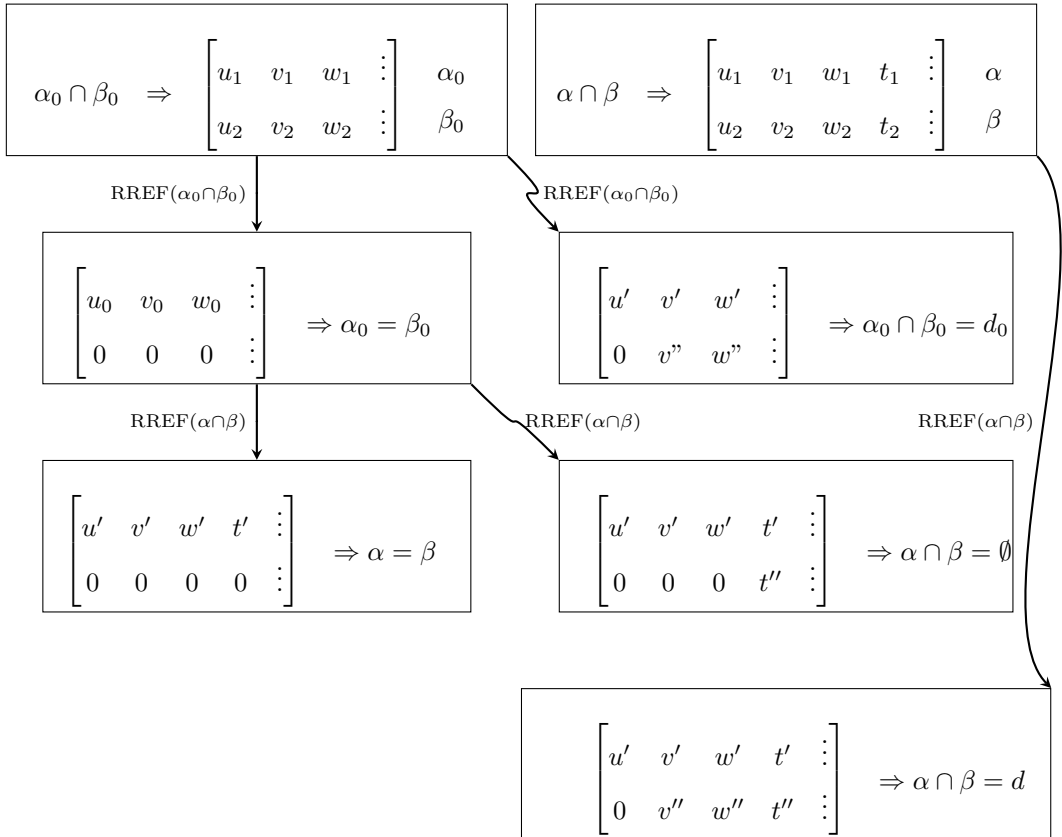 α₀ ∩ β₀ ⇒ [u₁ v₁ w₁ ⋮] α₀
[u₂ v₂ w₂ ⋮] β₀
α ∩ β ⇒ [u₁ v₁ w₁ t₁ ⋮] α
[u₂ v₂ w₂ t₂ ⋮] β
RREF(α₀∩β₀)
RREF(α₀∩β₀)
[u₀ v₀ w₀ ⋮]
[0 0 0 ⋮] ⇒ α₀ = β₀
[u′ v′ w′ ⋮]
[0 v” w” ⋮] ⇒ α₀ ∩ β₀ = d₀
RREF(α∩β)
RREF(α∩β)
RREF(α∩β)
[u′ v′ w′ t′ ⋮]
[0 0 0 0 ⋮] ⇒ α = β
[u′ v′ w′ t′ ⋮]
[0 0 0 t″ ⋮] ⇒ α ∩ β = ∅
[u′ v′ w′ t′ ⋮]
[0 v″ w″ t″ ⋮] ⇒ α ∩ β = d